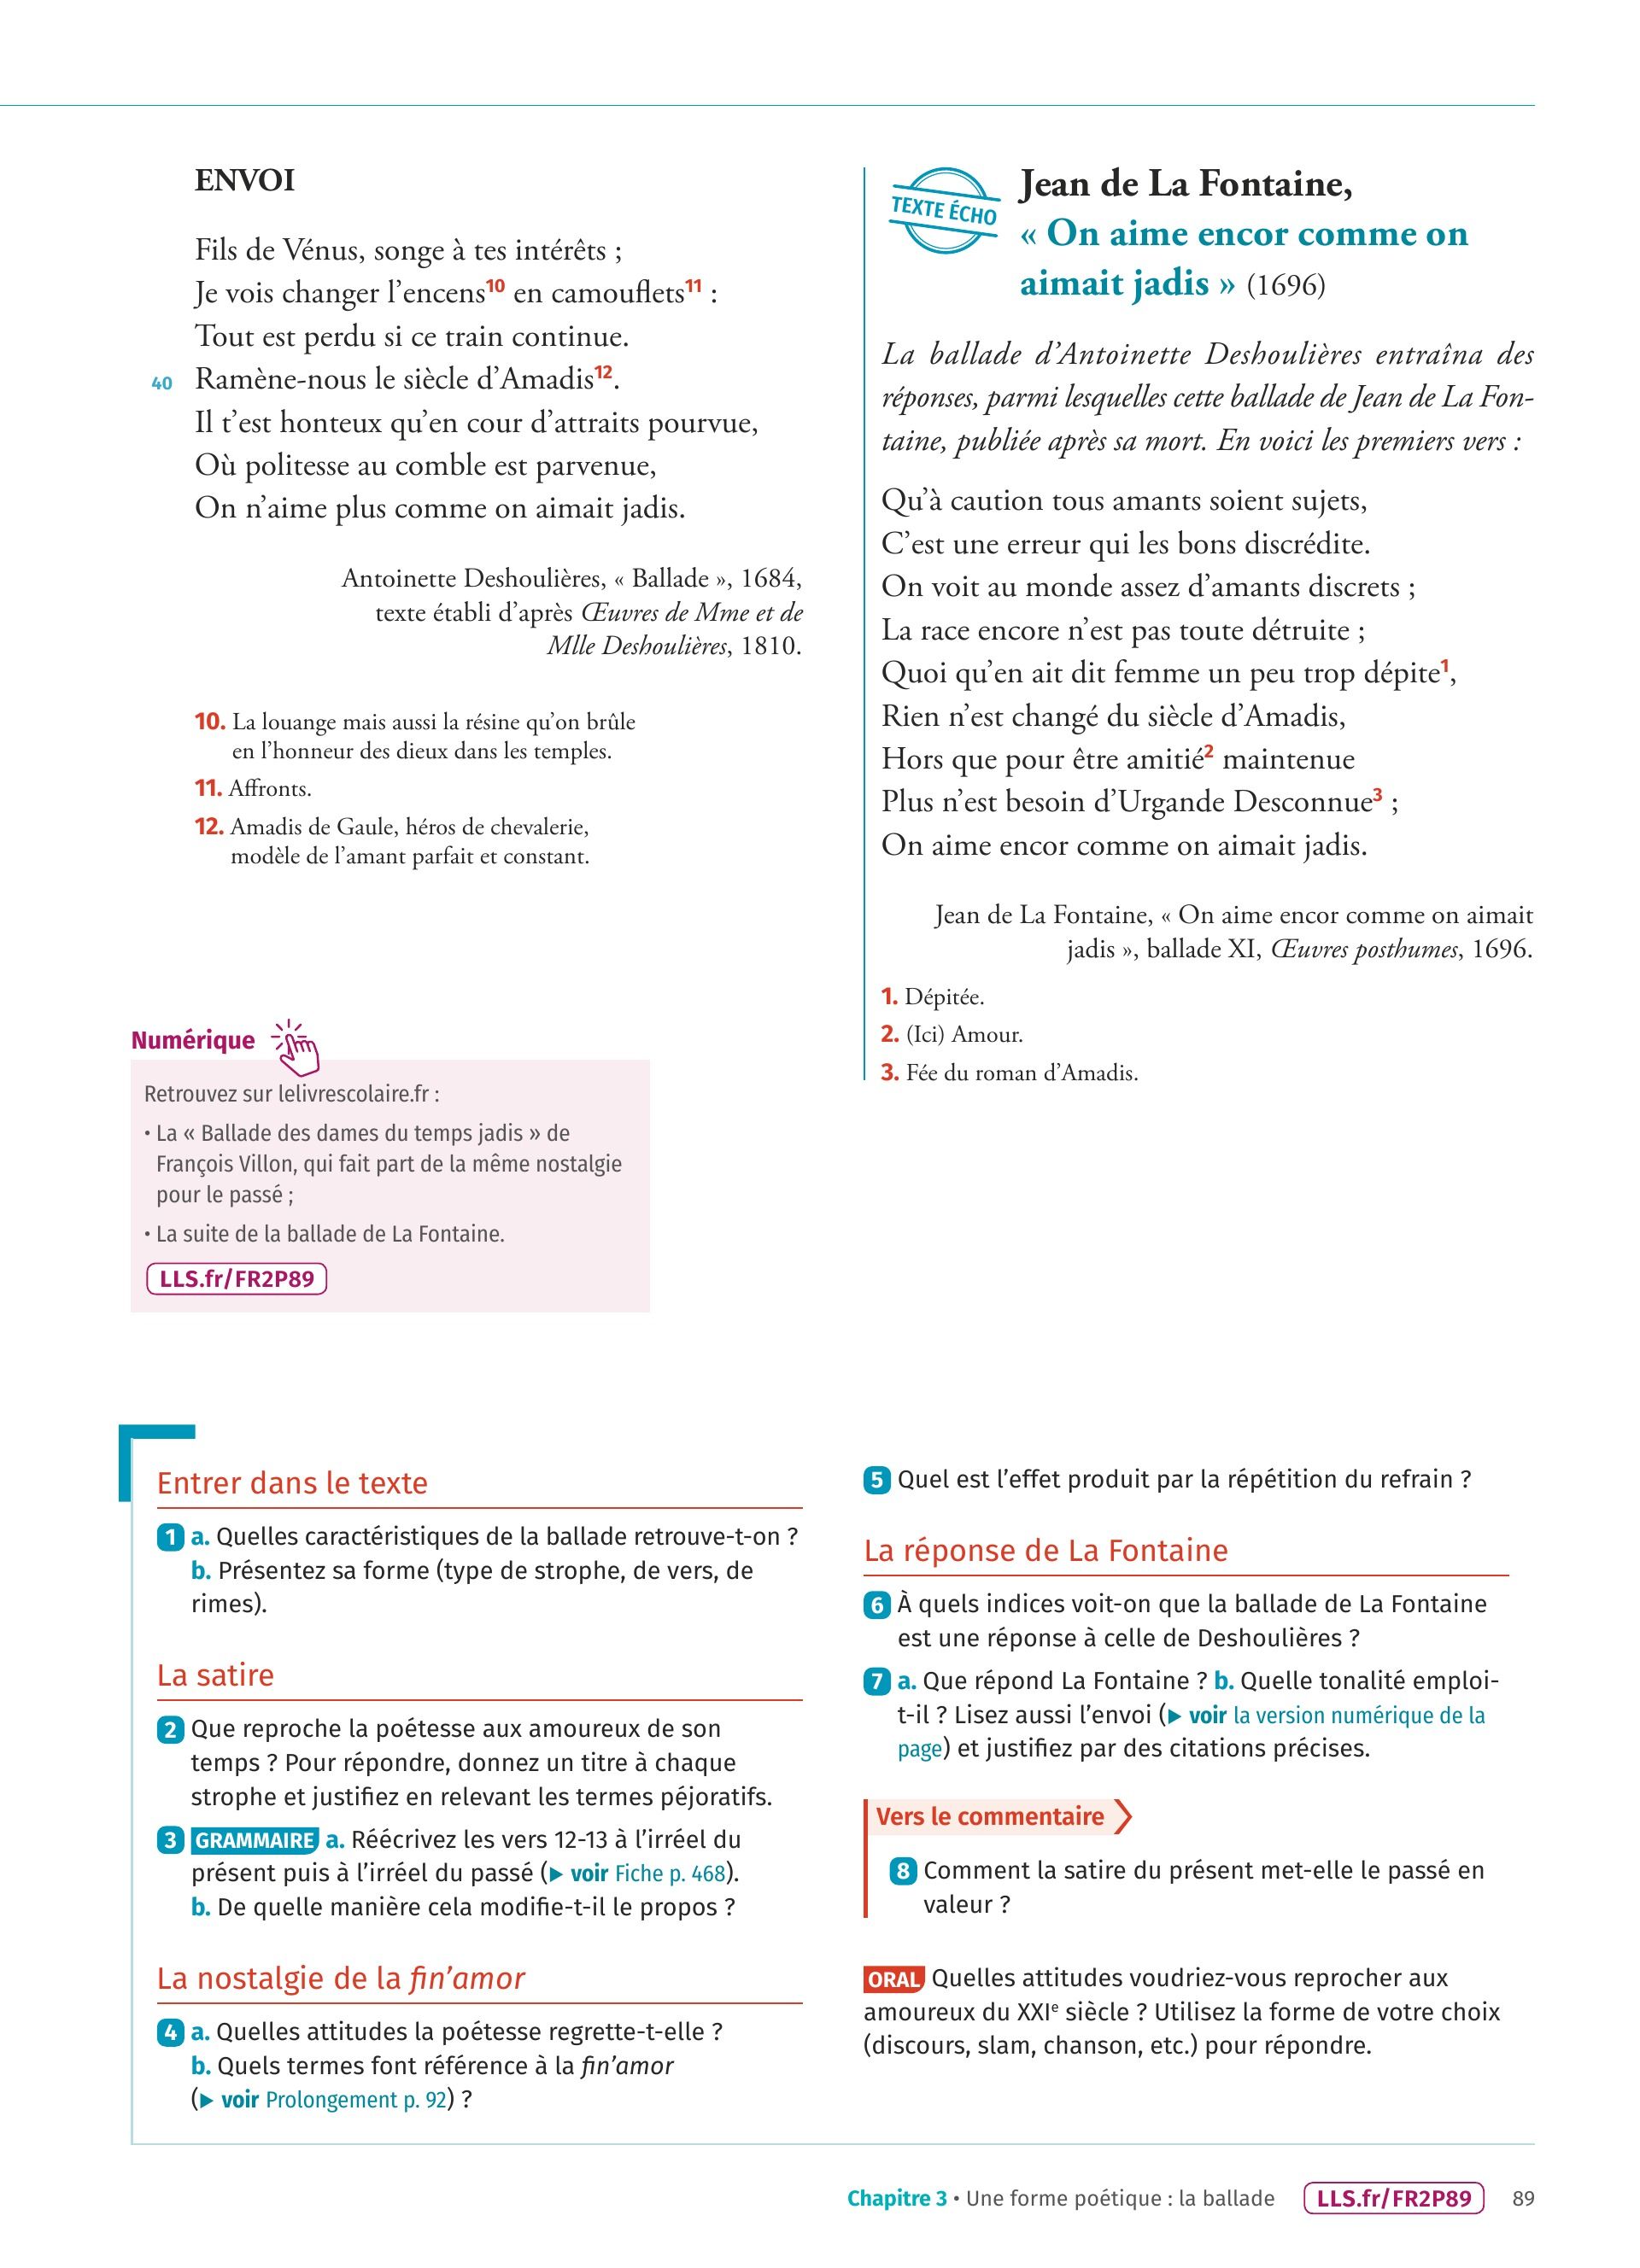 ENVOI
Fils de Vénus, songe à tes intérêts ;
Je vois changer l’encens10 en camouflets11 :
Tout est perdu si ce train continue.
40 Ramène-nous le siècle d’Amadis12.
Il t’est honteux qu’en cour d’attraits pourvue,
Où politesse au comble est parvenue,
On n’aime plus comme on aimait jadis.
Antoinette Deshoulières, « Ballade », 1684,
texte établi d’après Œuvres de Mme et de
Mlle Deshoulières, 1810.
10. La louange mais aussi la résine qu’on brûle
en l’honneur des dieux dans les temples.
11. Affronts.
12. Amadis de Gaule, héros de chevalerie,
modèle de l’amant parfait et constant.
Numérique
Retrouvez sur lelivrescolaire.fr :
• La « Ballade des dames du temps jadis » de
François Villon, qui fait part de la même nostalgie
pour le passé ;
• La suite de la ballade de La Fontaine.
LLS.fr/FR2P89
TEXTE ÉCHO
Jean de La Fontaine,
« On aime encor comme on
aimait jadis » (1696)
La ballade d’Antoinette Deshoulières entraîna des
réponses, parmi lesquelles cette ballade de Jean de La Fon-
taine, publiée après sa mort. En voici les premiers vers :
Qu’à caution tous amants soient sujets,
C’est une erreur qui les bons discrédite.
On voit au monde assez d’amants discrets ;
La race encore n’est pas toute détruite ;
Quoi qu’en ait dit femme un peu trop dépite1,
Rien n’est changé du siècle d’Amadis,
Hors que pour être amitié2 maintenue
Plus n’est besoin d’Urgande Desconnue3 ;
On aime encor comme on aimait jadis.
Jean de La Fontaine, « On aime encor comme on aimait
jadis », ballade XI, Œuvres posthumes, 1696.
1. Dépitée.
2. (Ici) Amour.
3. Fée du roman d’Amadis.
Entrer dans le texte
1 a. Quelles caractéristiques de la ballade retrouve-t-on ?
b. Présentez sa forme (type de strophe, de vers, de
rimes).
La satire
2 Que reproche la poétesse aux amoureux de son
temps ? Pour répondre, donnez un titre à chaque
strophe et justifiez en relevant les termes péjoratifs.
3 GRAMMAIRE a. Réécrivez les vers 12-13 à l’irréel du
présent puis à l’irréel du passé (▶ voir Fiche p. 468).
b. De quelle manière cela modifie-t-il le propos ?
La nostalgie de la fin’amor
4 a. Quelles attitudes la poétesse regrette-t-elle ?
b. Quels termes font référence à la fin’amor
(▶ voir Prolongement p. 92) ?
5 Quel est l’effet produit par la répétition du refrain ?
La réponse de La Fontaine
6 À quels indices voit-on que la ballade de La Fontaine
est une réponse à celle de Deshoulières ?
7 a. Que répond La Fontaine ? b. Quelle tonalité emploi-
t-il ? Lisez aussi l’envoi (▶ voir la version numérique de la
page) et justifiez par des citations précises.
Vers le commentaire
8 Comment la satire du présent met-elle le passé en
valeur ?
ORAL Quelles attitudes voudriez-vous reprocher aux
amoureux du XXIe siècle ? Utilisez la forme de votre choix
(discours, slam, chanson, etc.) pour répondre.
Chapitre 3 • Une forme poétique : la ballade LLS.fr/FR2P89 89